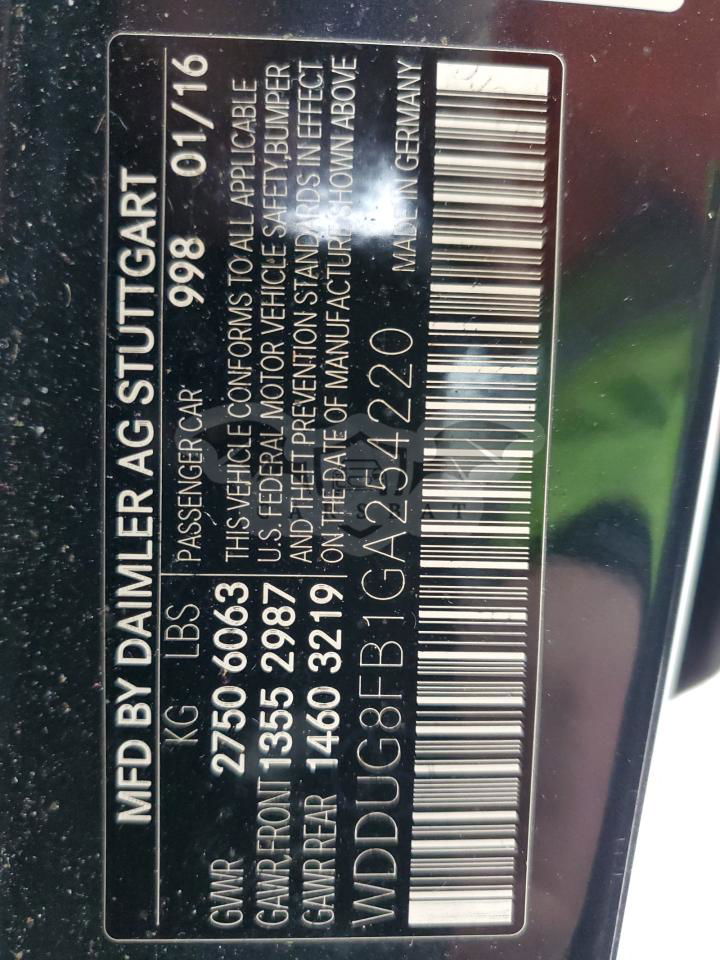 MFD BY DAIMLER AG STUTTGART
KG LBS PASSENGER CAR 998 01/16
GVWR 2750 6063 THIS VEHICLE CONFORMS TO ALL APPLICABLE
GAWR,FRONT 1355 2987 U.S. FEDERAL MOTOR VEHICLE SAFETY,BUMPER
GAWR REAR 1460 3219 AND THEFT PREVENTION STANDARDS IN EFFECT
ON THE DATE OF MANUFACTURE SHOWN ABOVE
WDDUG8FB1GA254220 MADE IN GERMANY
CARSBAT